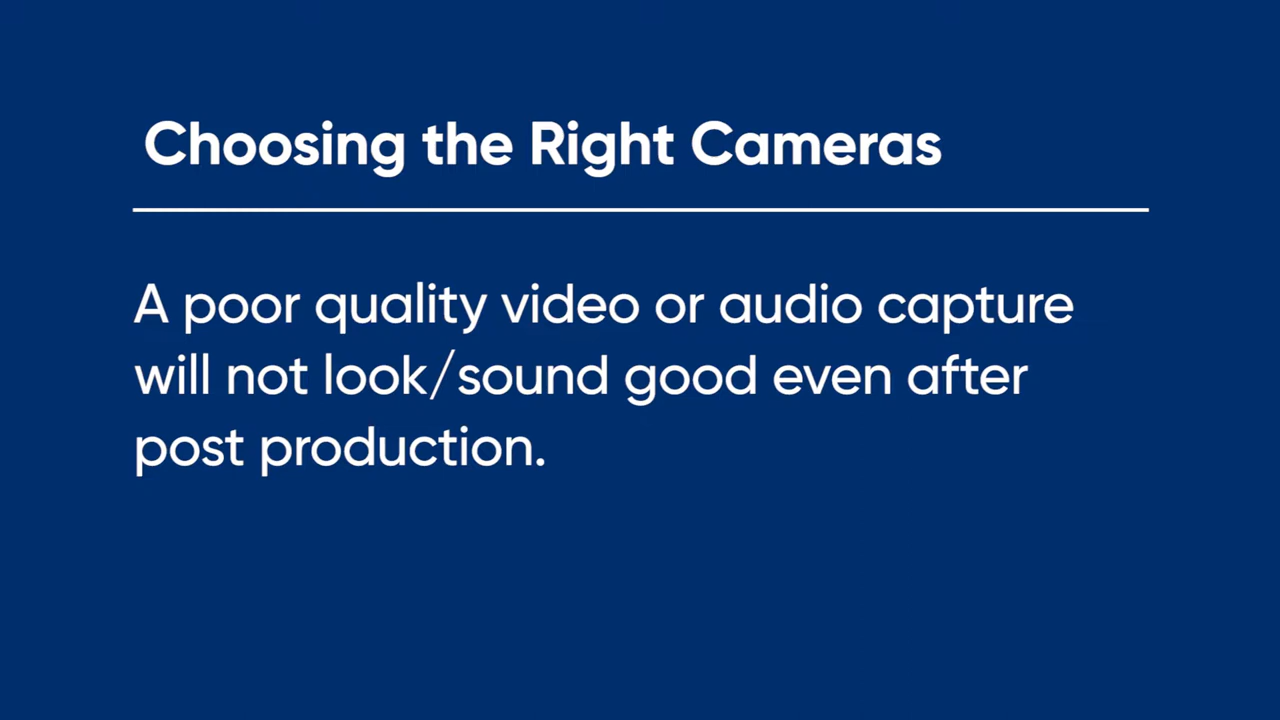 Choosing the Right Cameras
A poor quality video or audio capture
will not look/sound good even after
post production.